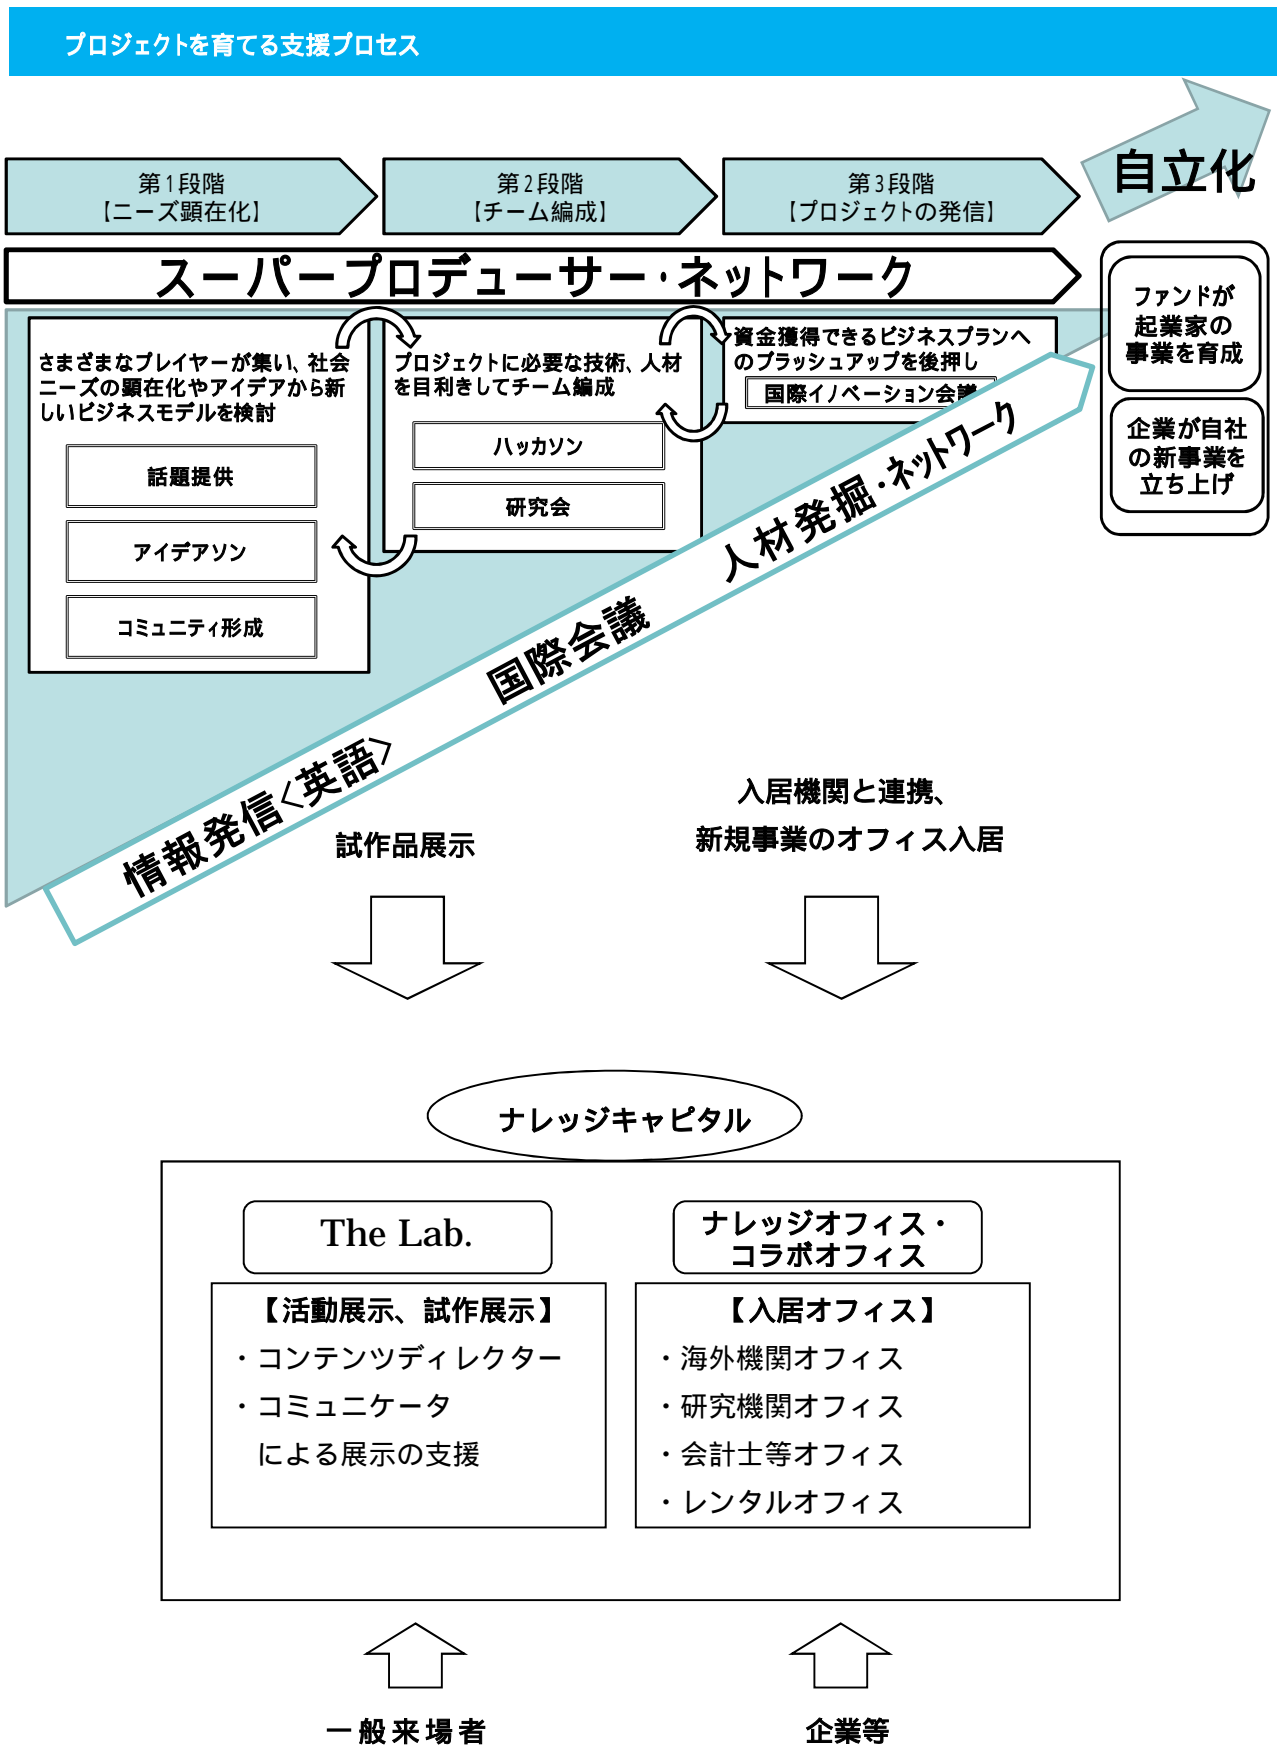 プロジェクトを育てる支援プロセス
自立化
第1段階
【ニーズ顕在化】
第2段階
【チーム編成】
第3段階
【プロジェクトの発信】
スーパープロデューサー・ネットワーク
さまざまなプレイヤーが集い、社会
ニーズの顕在化やアイデアから新
しいビジネスモデルを検討
話題提供
アイデアソン
コミュニティ形成
プロジェクトに必要な技術、人材
を目利きしてチーム編成
ハッカソン
研究会
資金獲得できるビジネスプランへ
のブラッシュアップを後押し
国際イノベーション会議
ファンドが
起業家の
事業を育成
企業が自社
の新事業を
立ち上げ
情報発信<英語>　国際会議　人材発掘・ネットワーク
試作品展示
入居機関と連携、
新規事業のオフィス入居
ナレッジキャピタル
The Lab.
【活動展示、試作展示】
・コンテンツディレクター
・コミュニケータ
による展示の支援
ナレッジオフィス・
コラボオフィス
【入居オフィス】
・海外機関オフィス
・研究機関オフィス
・会計士等オフィス
・レンタルオフィス
一般来場者
企業等